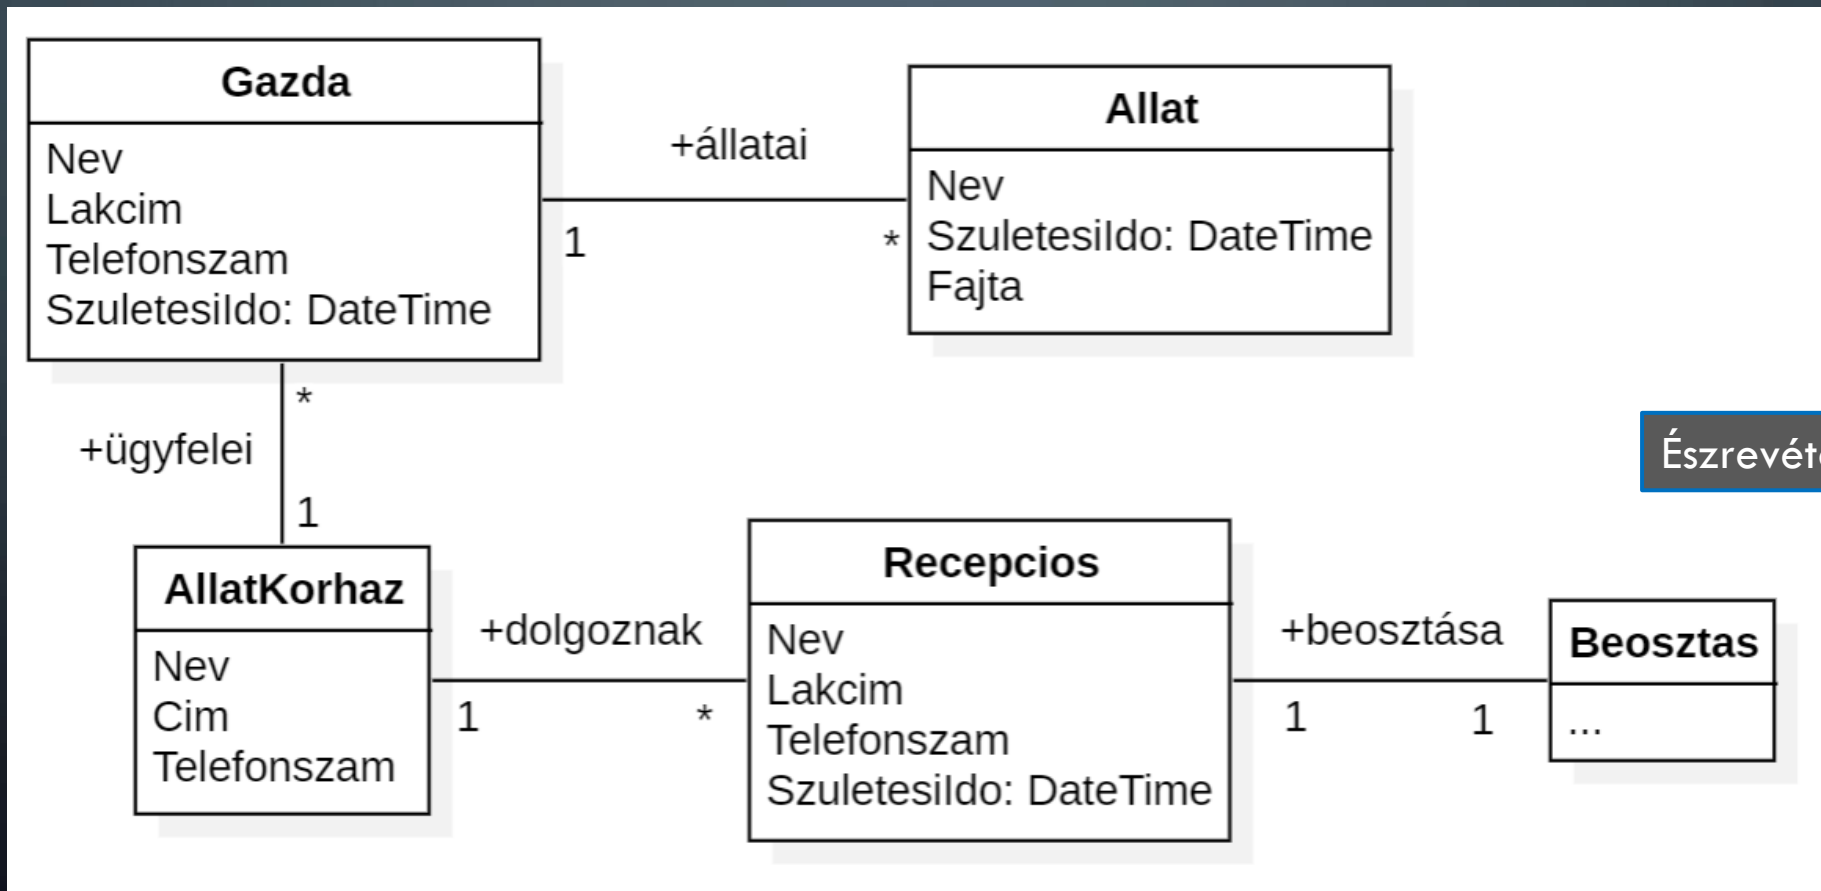 Gazda
Nev
Lakcim
Telefonszam
SzuletesiIdo: DateTime
+állatai
1
*
Allat
Nev
SzuletesiIdo: DateTime
Fajta
*
+ügyfelei
1
Észrevét
AllatKorhaz
Nev
Cim
Telefonszam
+dolgoznak
1
*
Recepcios
Nev
Lakcim
Telefonszam
SzuletesiIdo: DateTime
+beosztása
1
1
Beosztas
...